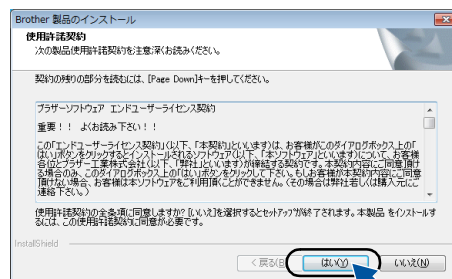 Brother 製品のインストール
使用許諾契約
次の製品使用許諾契約を注意深くお読みください。
契約の残りの部分を読むには、[Page Down]キーを押してください。
ブラザーソフトウェア エンドユーザーライセンス契約
重要!! よくお読み下さい!!
この「エンドユーザーライセンス契約」(以下、「本契約」といいます)は、お客様がこのダイアログボックス上の「
はい」ボタンをクリックするとインストールされるソフトウェア(以下、「本ソフトウェア」といいます)について、お客様
各位とブラザー工業株式会社(以下、「弊社」といいます)が締結する契約です。本契約内容にご同意頂け
る場合のみ、このダイアログボックス上の「はい」ボタンをクリックして下さい。もしお客様が本契約内容にご同意
頂けない場合、お客様は本ソフトウェアをご利用頂くことができません。(その場合は弊社若しくは購入元にご
連絡下さい。)
使用許諾契約の全条項に同意しますか? [いいえ]を選択するとセットアップが終了されます。本製品 をインストールす
るには、この使用許諾契約に同意が必要です。
InstallShield
< 戻る(B) はい(Y) いいえ(N)